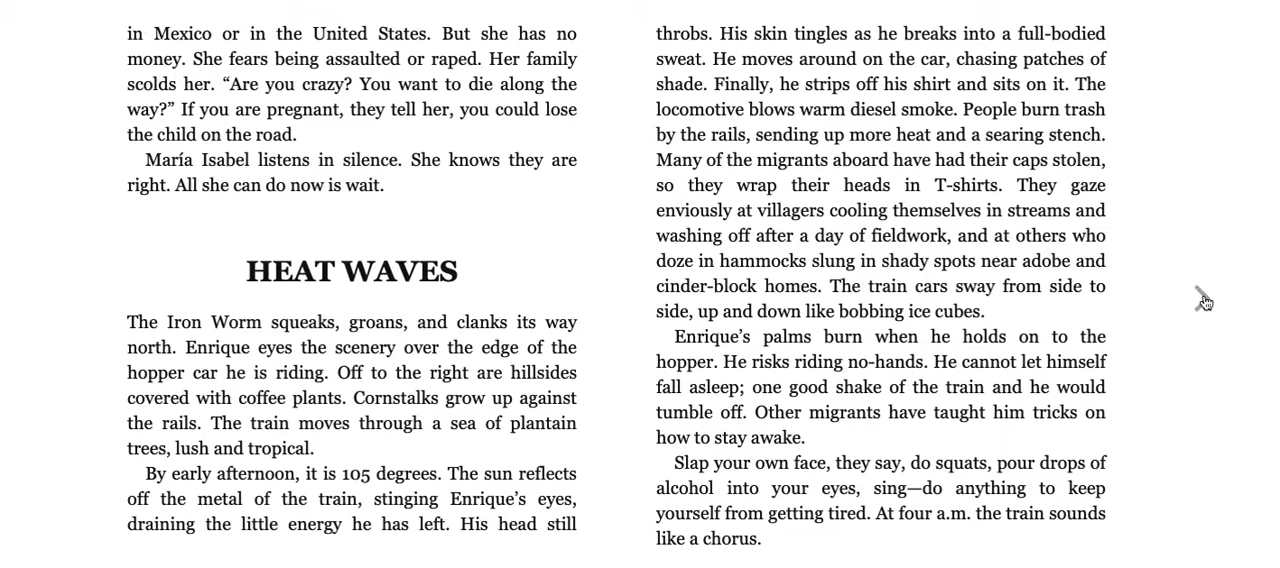 in Mexico or in the United States. But she has no
money. She fears being assaulted or raped. Her family
scolds her. “Are you crazy? You want to die along the
way?” If you are pregnant, they tell her, you could lose
the child on the road.
María Isabel listens in silence. She knows they are
right. All she can do now is wait.
HEAT WAVES
The Iron Worm squeaks, groans, and clanks its way
north. Enrique eyes the scenery over the edge of the
hopper car he is riding. Off to the right are hillsides
covered with coffee plants. Cornstalks grow up against
the rails. The train moves through a sea of plantain
trees, lush and tropical.
By early afternoon, it is 105 degrees. The sun reflects
off the metal of the train, stinging Enrique’s eyes,
draining the little energy he has left. His head still
throbs. His skin tingles as he breaks into a full-bodied
sweat. He moves around on the car, chasing patches of
shade. Finally, he strips off his shirt and sits on it. The
locomotive blows warm diesel smoke. People burn trash
by the rails, sending up more heat and a searing stench.
Many of the migrants aboard have had their caps stolen,
so they wrap their heads in T-shirts. They gaze
enviously at villagers cooling themselves in streams and
washing off after a day of fieldwork, and at others who
doze in hammocks slung in shady spots near adobe and
cinder-block homes. The train cars sway from side to
side, up and down like bobbing ice cubes.
Enrique’s palms burn when he holds on to the
hopper. He risks riding no-hands. He cannot let himself
fall asleep; one good shake of the train and he would
tumble off. Other migrants have taught him tricks on
how to stay awake.
Slap your own face, they say, do squats, pour drops of
alcohol into your eyes, sing—do anything to keep
yourself from getting tired. At four a.m. the train sounds
like a chorus.